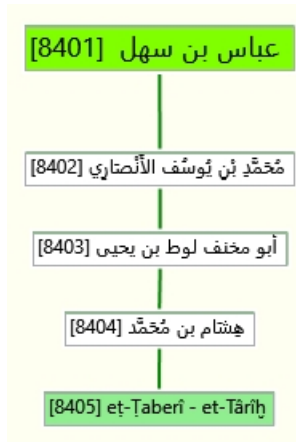 عباس بن سهل [8401]
مُحَمَّدِ بْنِ يُوسُف الأَنْصَارِي [8402]
أبو مخنف لوط بن يحيى [8403]
هِشَام بن مُحَمَّد [8404]
[8405] eṭ-Ṭaberî - et-Târîḫ